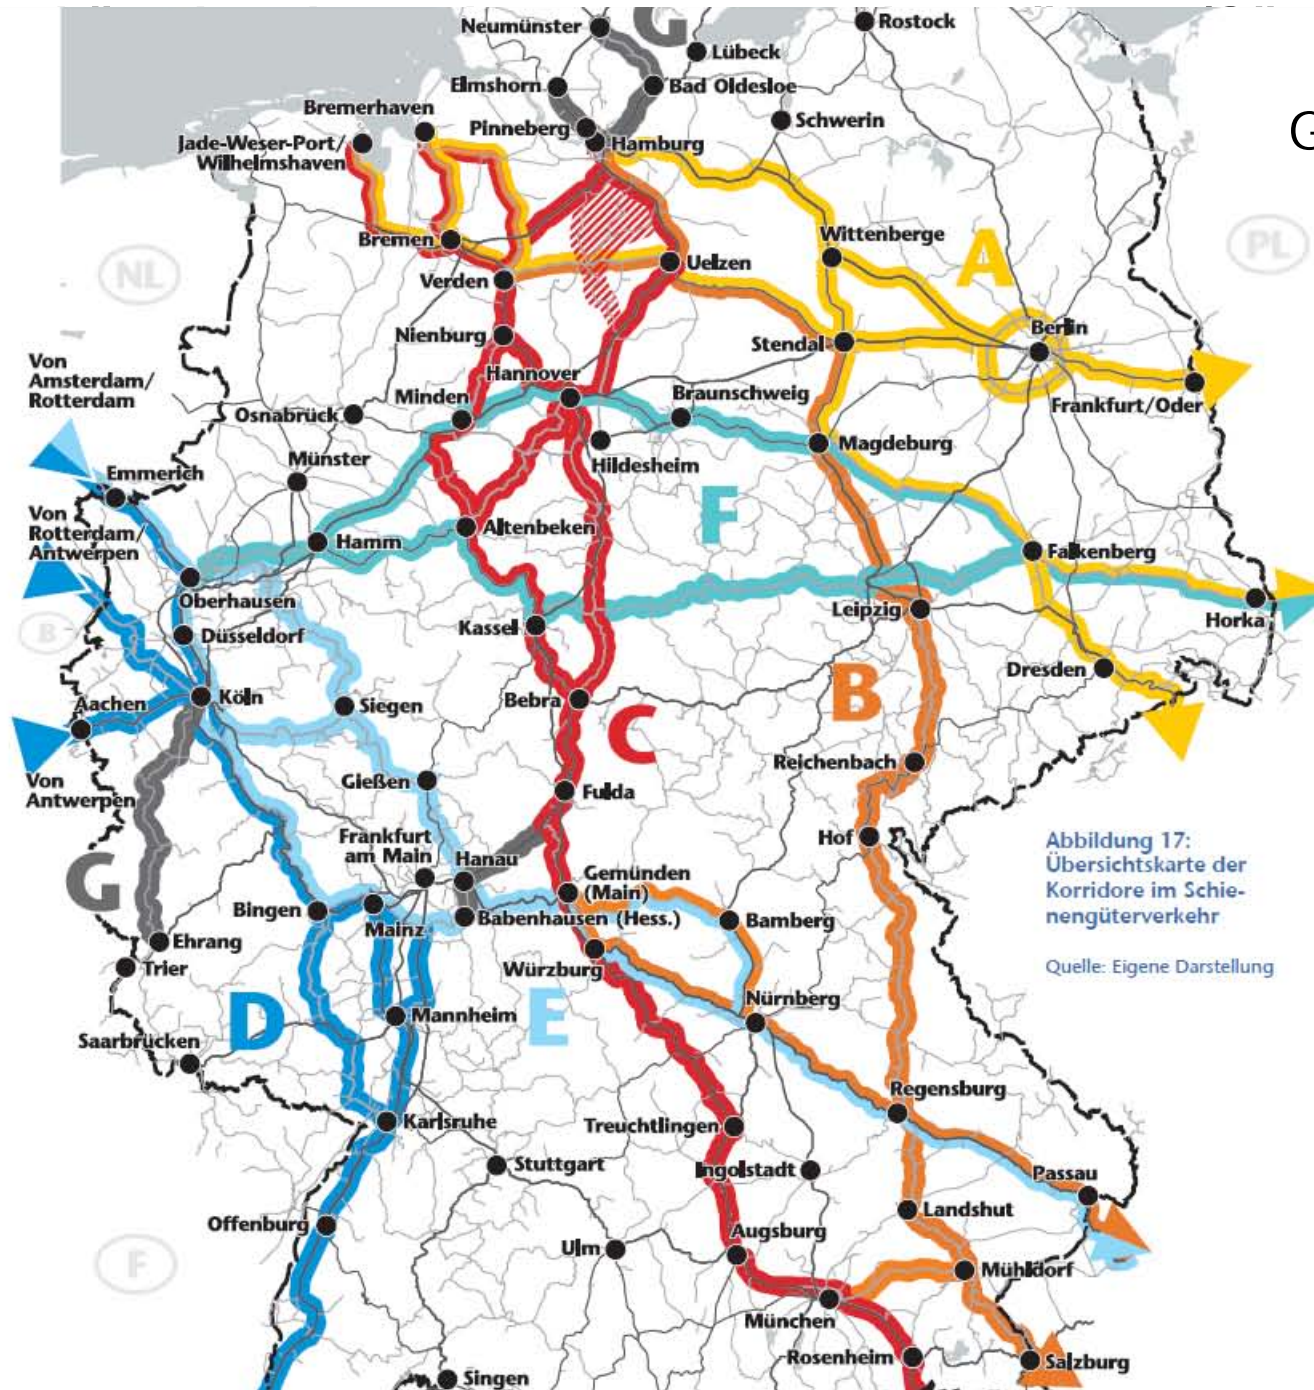 Neumünster
G
Rostock
Lübeck
Elmshorn
Bad Oldesloe
Bremerhaven
Pinneberg
Schwerin
Jade-Weser-Port/
Wilhelmshaven
Hamburg
G
Bremen
Wittenberge
A
PL
NL
Verden
Uelzen
Nienburg
Stendal
Berlin
Von
Amsterdam/
Rotterdam
Hannover
Minden
Braunschweig
Osnabrück
Frankfurt/Oder
Magdeburg
Münster
Hildesheim
Emmerich
Von
Rotterdam/
Antwerpen
F
Altenbeken
Hamm
Falkenberg
Oberhausen
Leipzig
Horka
B
Düsseldorf
Kassel
Dresden
B
Köln
Aachen
Siegen
Bebra
C
Reichenbach
Von
Antwerpen
Gießen
Fulda
Hof
Frankfurt
am Main
Hanau
Abbildung 17:
Übersichtskarte der
Korridore im Schie-
nengüterverkehr
G
Gemünden
(Main)
Bingen
Mainz
Babenhausen (Hess.)
Bamberg
Ehrang
Trier
Würzburg
Quelle: Eigene Darstellung
D
E
Nürnberg
Mannheim
Saarbrücken
Regensburg
Karlsruhe
Treuchtlingen
Stuttgart
Ingolstadt
Passau
Offenburg
Landshut
Augsburg
Ulm
F
Mühldorf
München
Rosenheim
Salzburg
Singen